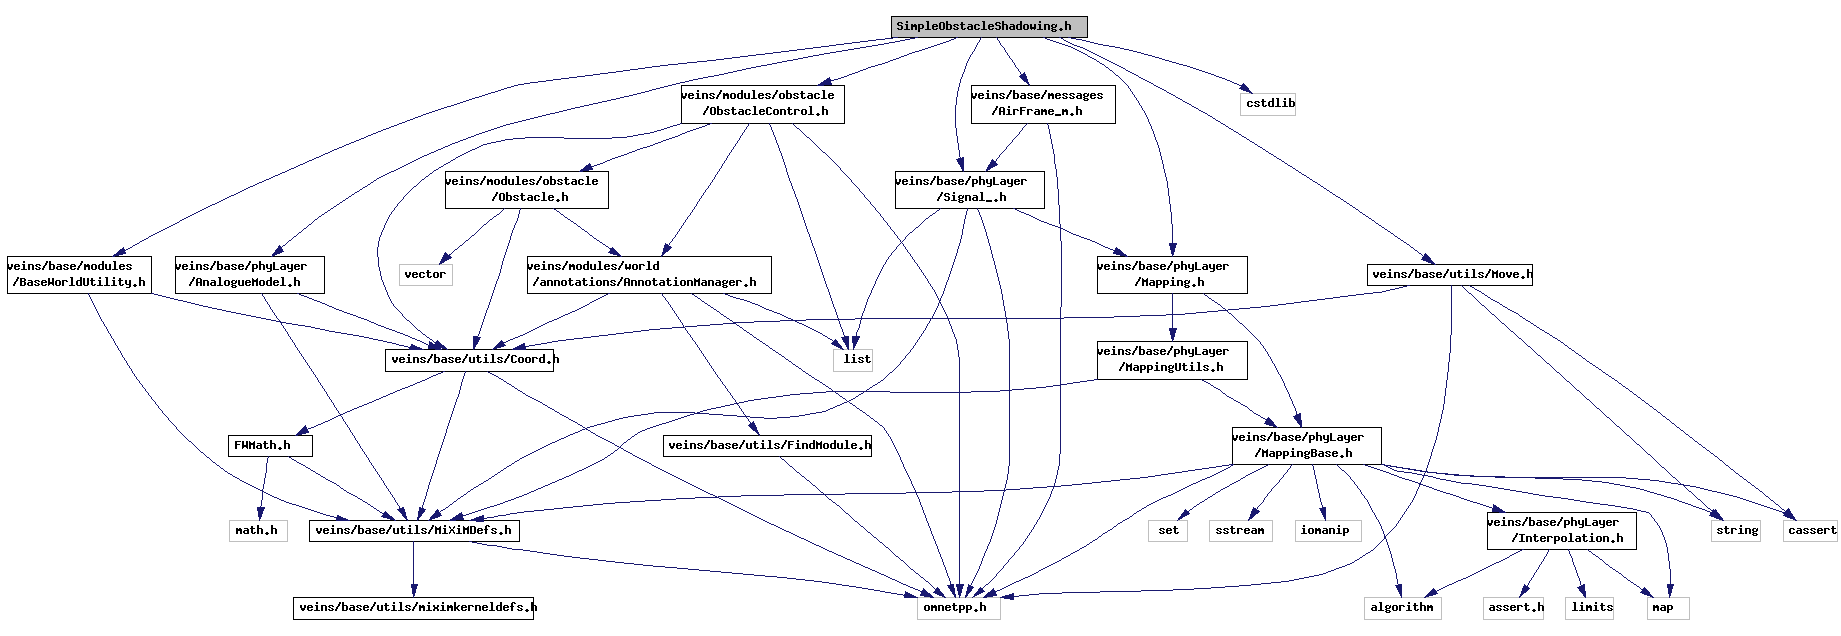 SimpleObstacleShadowing.h
veins/modules/obstacle
/ObstacleControl.h
veins/base/messages
/AirFrame_m.h
cstdlib
veins/modules/obstacle
/Obstacle.h
veins/base/phyLayer
/Signal_.h
veins/base/modules
/BaseWorldUtility.h
veins/base/phyLayer
/AnalogueModel.h
vector
veins/modules/world
/annotations/AnnotationManager.h
veins/base/phyLayer
/Mapping.h
veins/base/utils/Move.h
veins/base/utils/Coord.h
list
veins/base/phyLayer
/MappingUtils.h
FWMath.h
veins/base/utils/FindModule.h
veins/base/phyLayer
/MappingBase.h
math.h
veins/base/utils/MiXiMDefs.h
set
sstream
iomanip
veins/base/phyLayer
/Interpolation.h
string
cassert
veins/base/utils/miximkerneldefs.h
omnetpp.h
algorithm
assert.h
limits
map